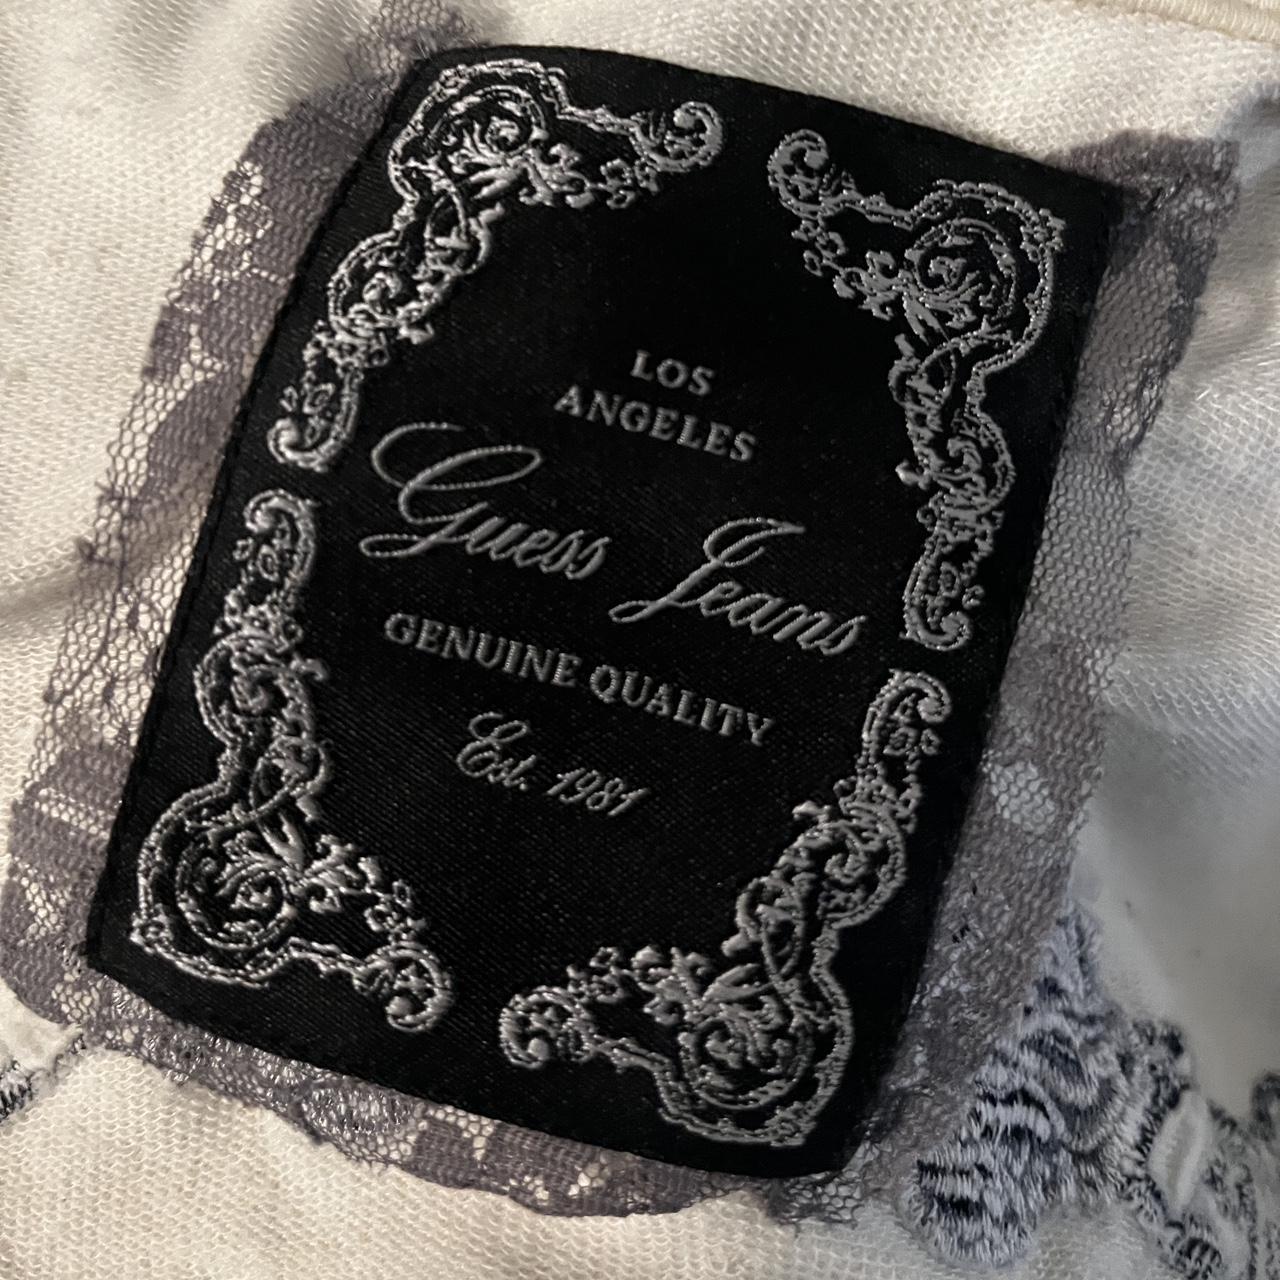 LOS
ANGELES
Guess Jeans
GENUINE QUALITY
Est. 1981